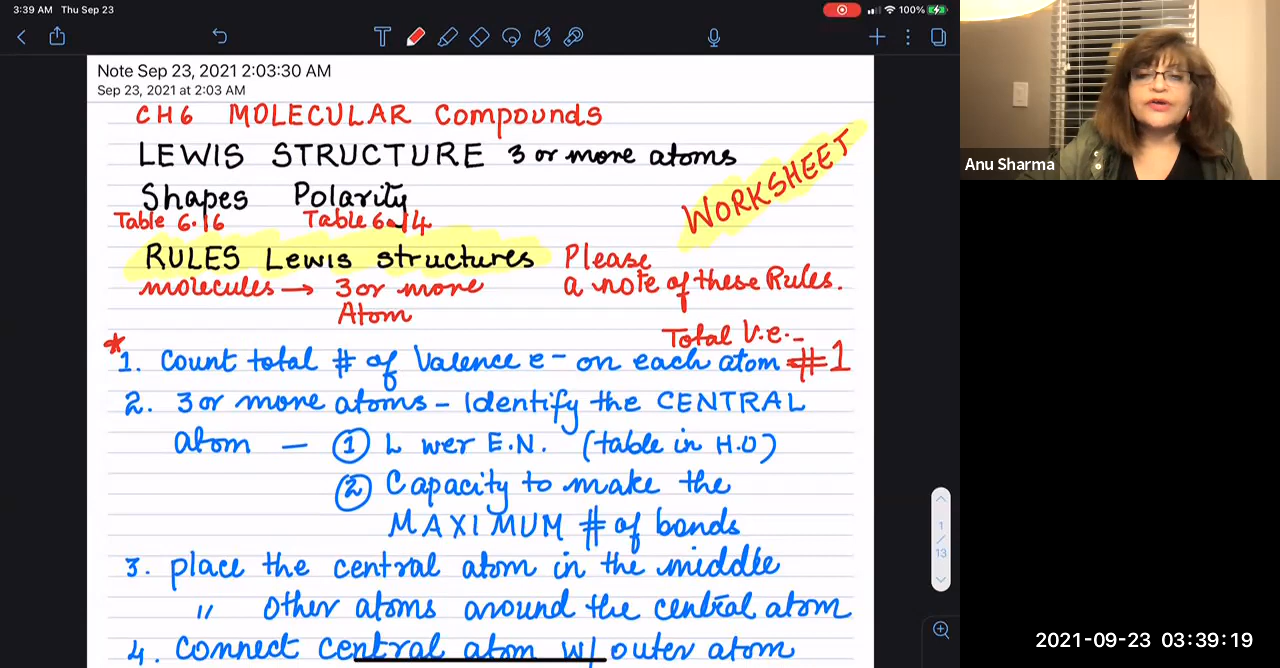 3:39 AM Thu Sep 23
100%
Note Sep 23, 2021 2:03:30 AM
Sep 23, 2021 at 2:03 AM
CH6 MOLECULAR Compounds
LEWIS STRUCTURE 3 or more atoms
Shapes Polarity
Table 6.16 Table 6.14
WORKSHEET
RULES Lewis structures Please
molecules → 3 or more a note of these Rules.
Atom
Total V.e.-
*1. Count total # of Valence e- on each atom #1
2. 3 or more atoms - Identify the CENTRAL
atom - ① L wer E.N. (table in H.O)
② Capacity to make the
MAXIMUM # of bonds
3. place the central atom in the middle
" Other atoms around the central atom
4. Connect central atom w/ outer atom
1
/
13
Anu Sharma
2021-09-23 03:39:19